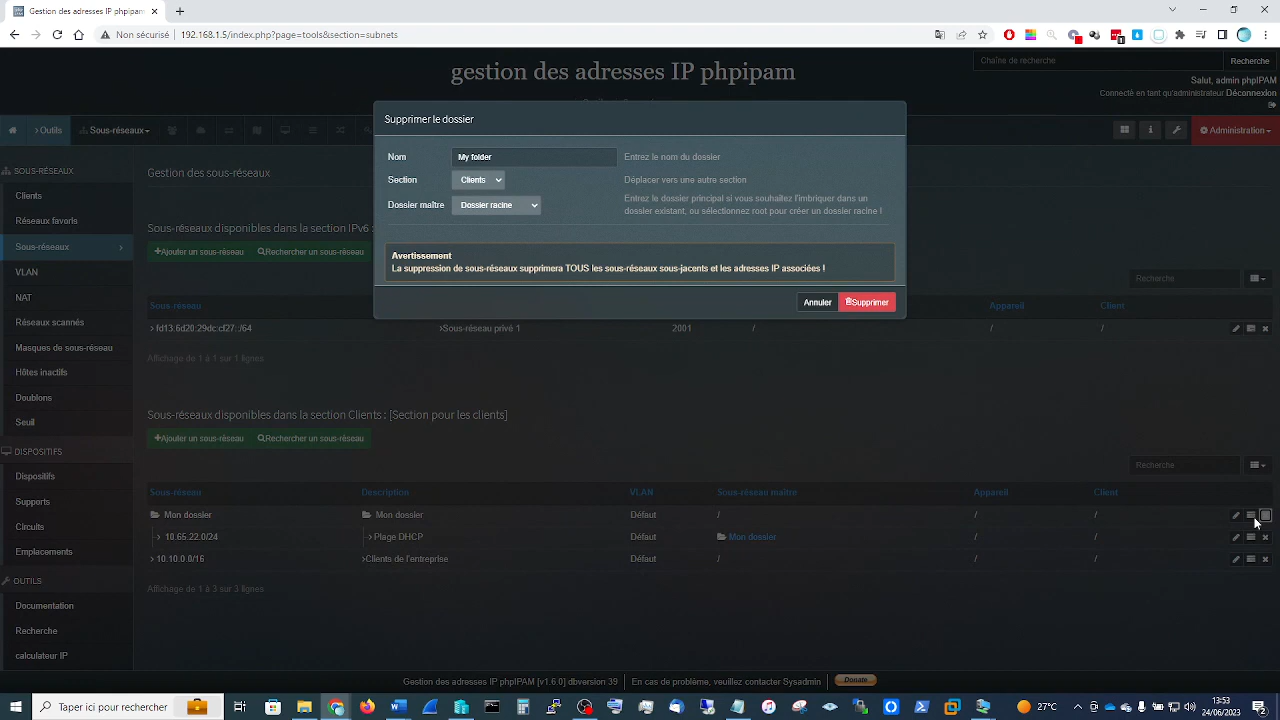 Gestion des adresses IP phpip
Non sécurisé | 192.168.1.5/index.php?page=tools&section=subnets
gestion des adresses IP phpipam
Chaîne de recherche
Recherche
Salut, admin phpIPAM
Connecté en tant qu'administrateur Déconnexion
> Outils
Sous-réseaux
Administration
Supprimer le dossier
Nom
My folder
Entrez le nom du dossier
Section
Clients
Déplacer vers une autre section
Dossier maître
Dossier racine
Entrez le dossier principal si vous souhaitez l'imbriquer dans un
dossier existant, ou sélectionnez root pour créer un dossier racine !
Avertissement
La suppression de sous-réseaux supprimera TOUS les sous-réseaux sous-jacents et les adresses IP associées !
Annuler
Supprimer
SOUS-RÉSEAUX
Clients
Réseaux favoris
Sous-réseaux
VLAN
NAT
Réseaux scannés
Masques de sous-réseau
Hôtes inactifs
Doublons
Seuil
DISPOSITIFS
Dispositifs
Supports
Circuits
Emplacements
OUTILS
Documentation
Recherche
calculateur IP
Gestion des sous-réseaux
Sous-réseaux disponibles dans la section IPv6
+Ajouter un sous-réseau
Rechercher un sous-réseau
Recherche
Sous-réseau
Appareil
Client
> fd13:6d20:29dc:cf27::/64
>Sous-réseau privé 1
2001
/
/
/
Affichage de 1 à 1 sur 1 lignes
Sous-réseaux disponibles dans la section Clients : [Section pour les clients]
+Ajouter un sous-réseau
Rechercher un sous-réseau
Recherche
Sous-réseau
Description
VLAN
Sous-réseau maître
Appareil
Client
Mon dossier
Mon dossier
Défaut
/
/
/
> 10.65.22.0/24
> Plage DHCP
Défaut
Mon dossier
/
/
> 10.10.0.0/16
>Clients de l'entreprise
Défaut
/
/
/
Affichage de 1 à 3 sur 3 lignes
Gestion des adresses IP phpIPAM [v1.6.0] dbversion 39
En cas de problème, veuillez contacter Sysadmin
Donate
Taper ici pour rechercher
27°C
13:53
24/06/2023